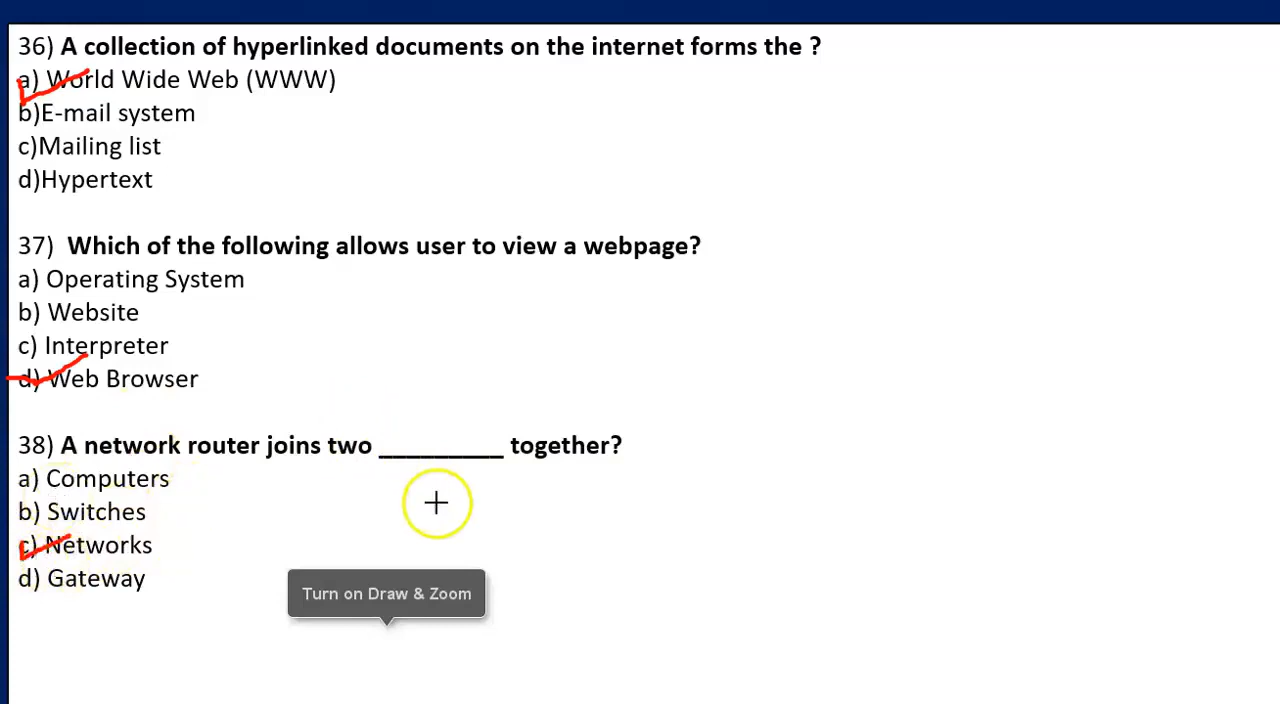 36) A collection of hyperlinked documents on the internet forms the ?
a) World Wide Web (WWW)
b)E-mail system
c)Mailing list
d)Hypertext
37) Which of the following allows user to view a webpage?
a) Operating System
b) Website
c) Interpreter
d) Web Browser
38) A network router joins two _________ together?
a) Computers
b) Switches
c) Networks
d) Gateway
Turn on Draw & Zoom